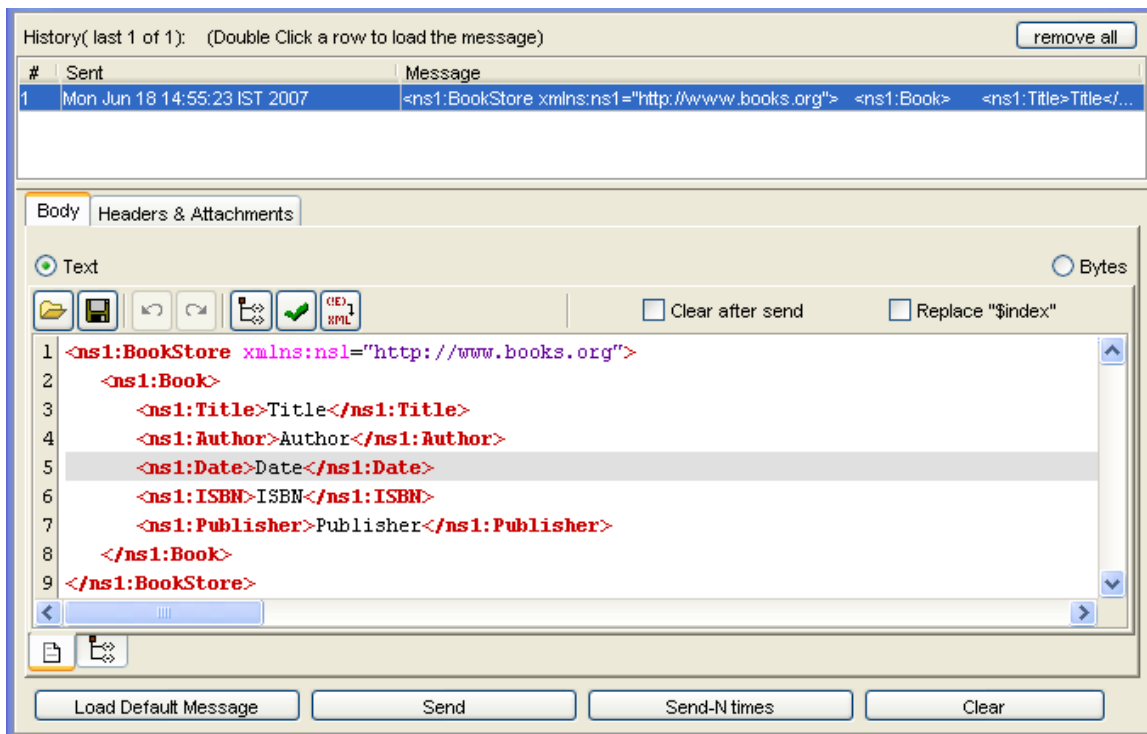 History( last 1 of 1): (Double Click a row to load the message)
remove all
# Sent Message
1 Mon Jun 18 14:55:23 IST 2007 <ns1:BookStore xmlns:ns1="http://www.books.org"> <ns1:Book> <ns1:Title>Title</...
Body Headers & Attachments
Text Bytes
(!E) XML Clear after send Replace "$index"
1 <ns1:BookStore xmlns:ns1="http://www.books.org">
2 <ns1:Book>
3 <ns1:Title>Title</ns1:Title>
4 <ns1:Author>Author</ns1:Author>
5 <ns1:Date>Date</ns1:Date>
6 <ns1:ISBN>ISBN</ns1:ISBN>
7 <ns1:Publisher>Publisher</ns1:Publisher>
8 </ns1:Book>
9 </ns1:BookStore>
Load Default Message Send Send-N times Clear